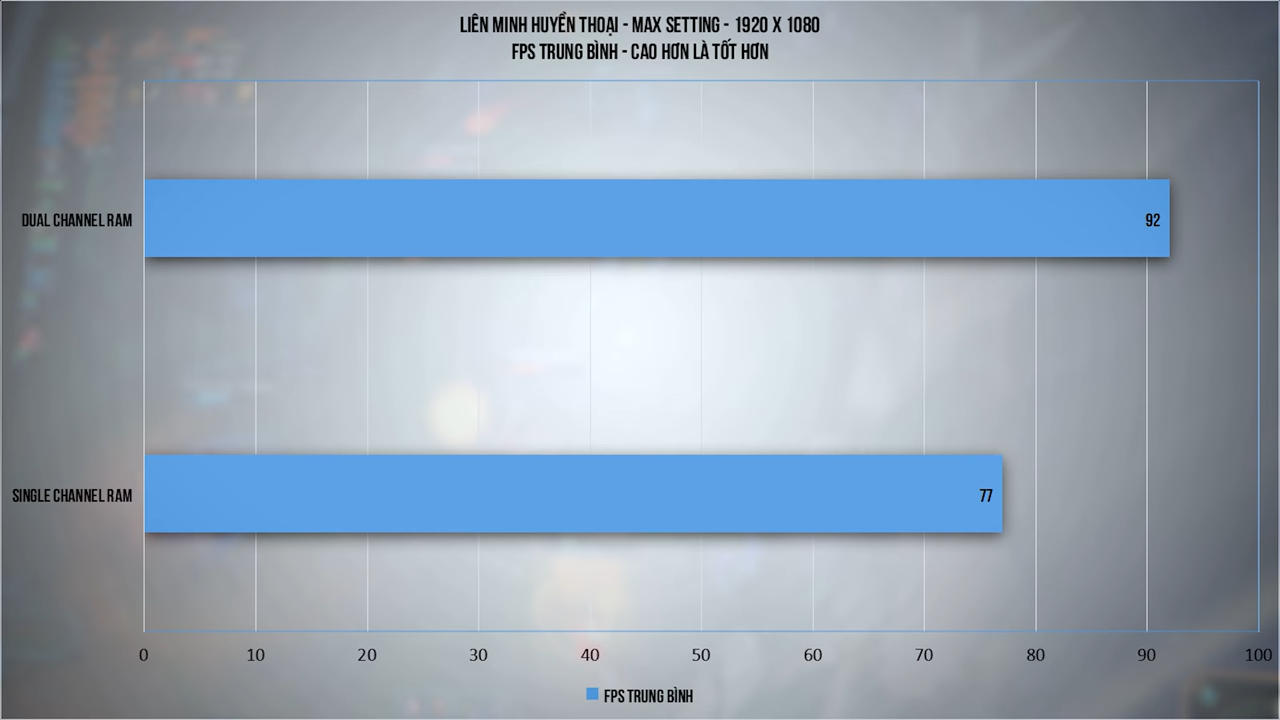 LIÊN MINH HUYỀN THOẠI - MAX SETTING - 1920 X 1080
FPS TRUNG BÌNH - CAO HƠN LÀ TỐT HƠN
DUAL CHANNEL RAM
92
SINGLE CHANNEL RAM
77
0 10 20 30 40 50 60 70 80 90 100
FPS TRUNG BÌNH